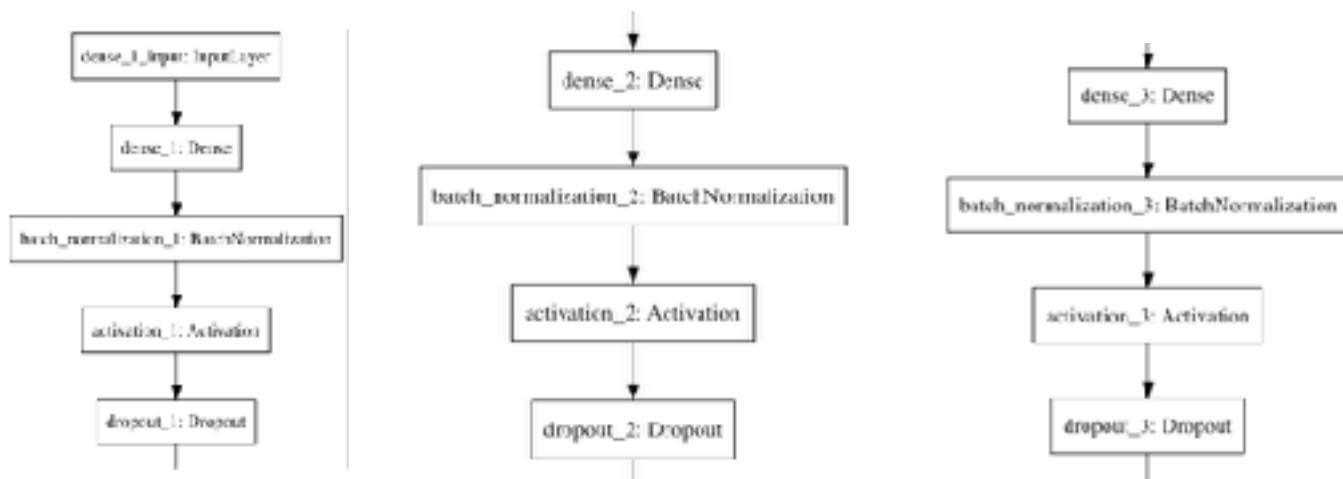 dense_1_input: InputLayer
dense_1: Dense
batch_normalization_1: BatchNormalization
activation_1: Activation
dropout_1: Dropout
dense_2: Dense
batch_normalization_2: BatchNormalization
activation_2: Activation
dropout_2: Dropout
dense_3: Dense
batch_normalization_3: BatchNormalization
activation_3: Activation
dropout_3: Dropout